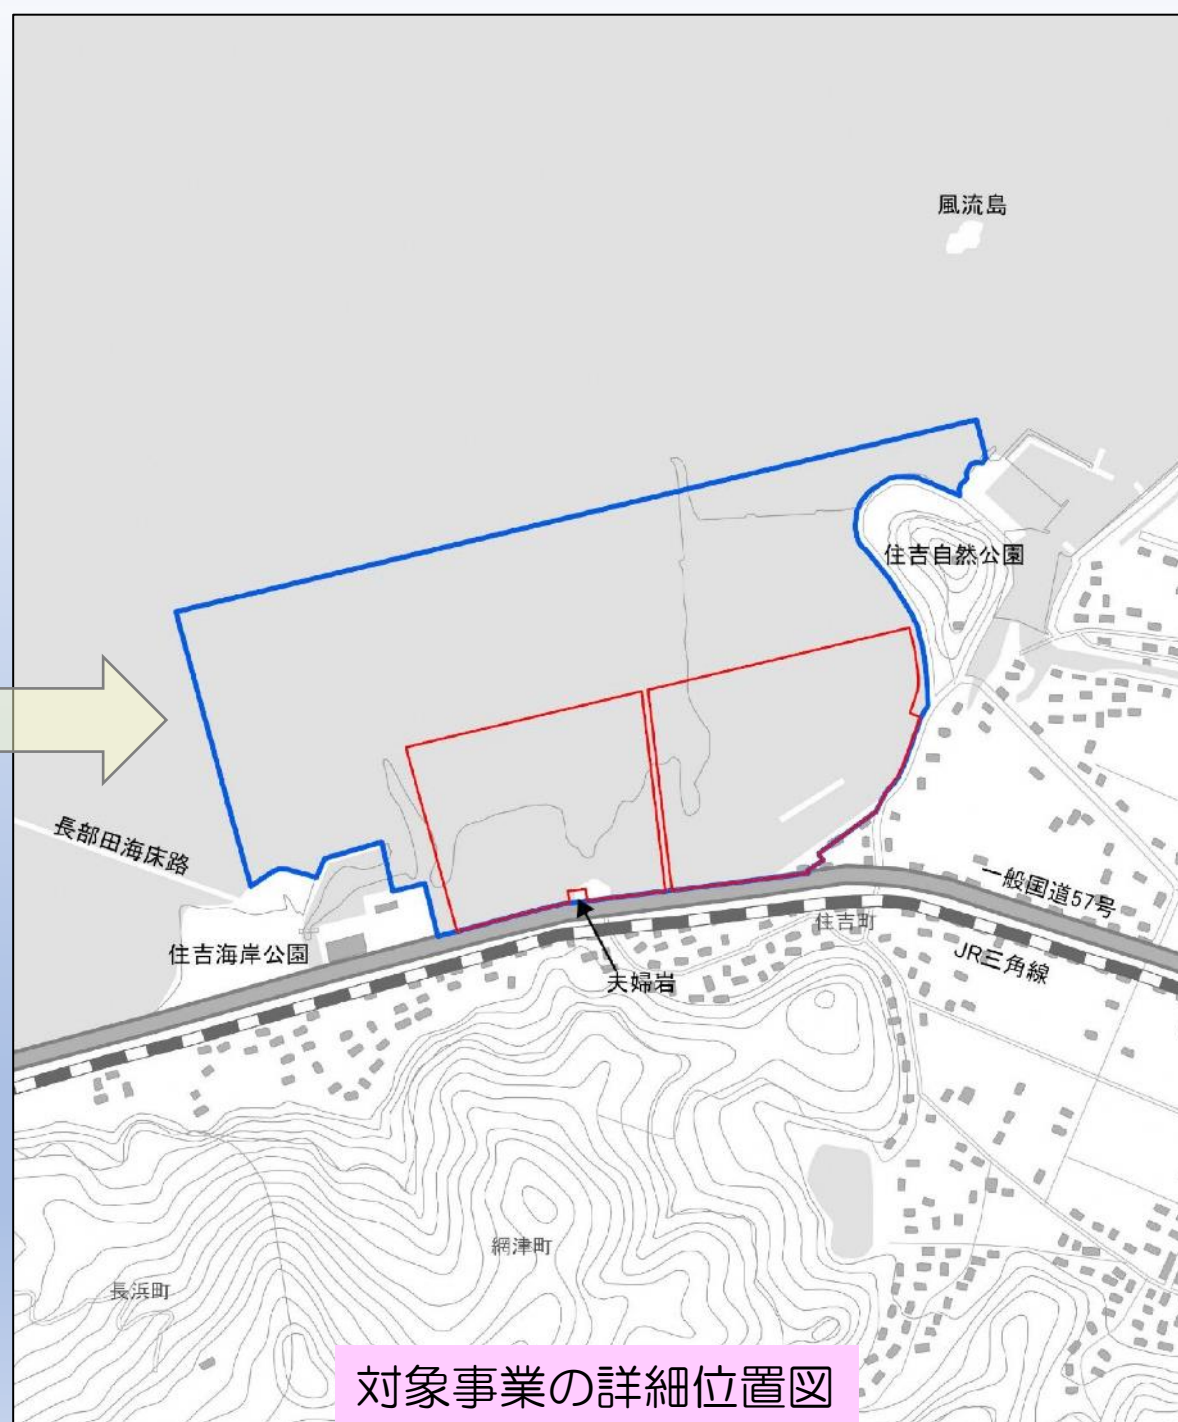 風流島
住吉自然公園
長部田海床路
一般国道57号
住吉町
住吉海岸公園
JR三角線
夫婦岩
網津町
長浜町
対象事業の詳細位置図